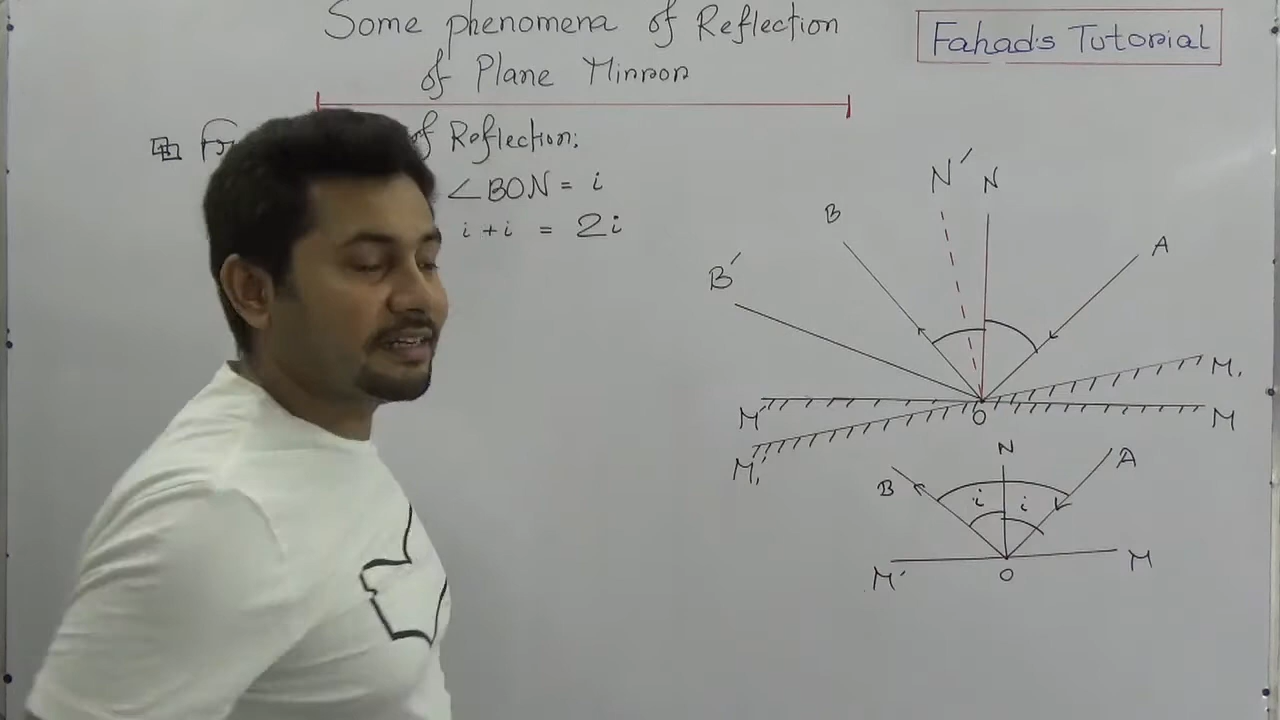 Some phenomena of Reflection
of Plane Mirror
Fahad's Tutorial
of Reflection:
∠BON = i
i + i = 2i
N′ N
B
A
B′
M₁
M′ O M
M₁′
N
B i i A
M′ O M